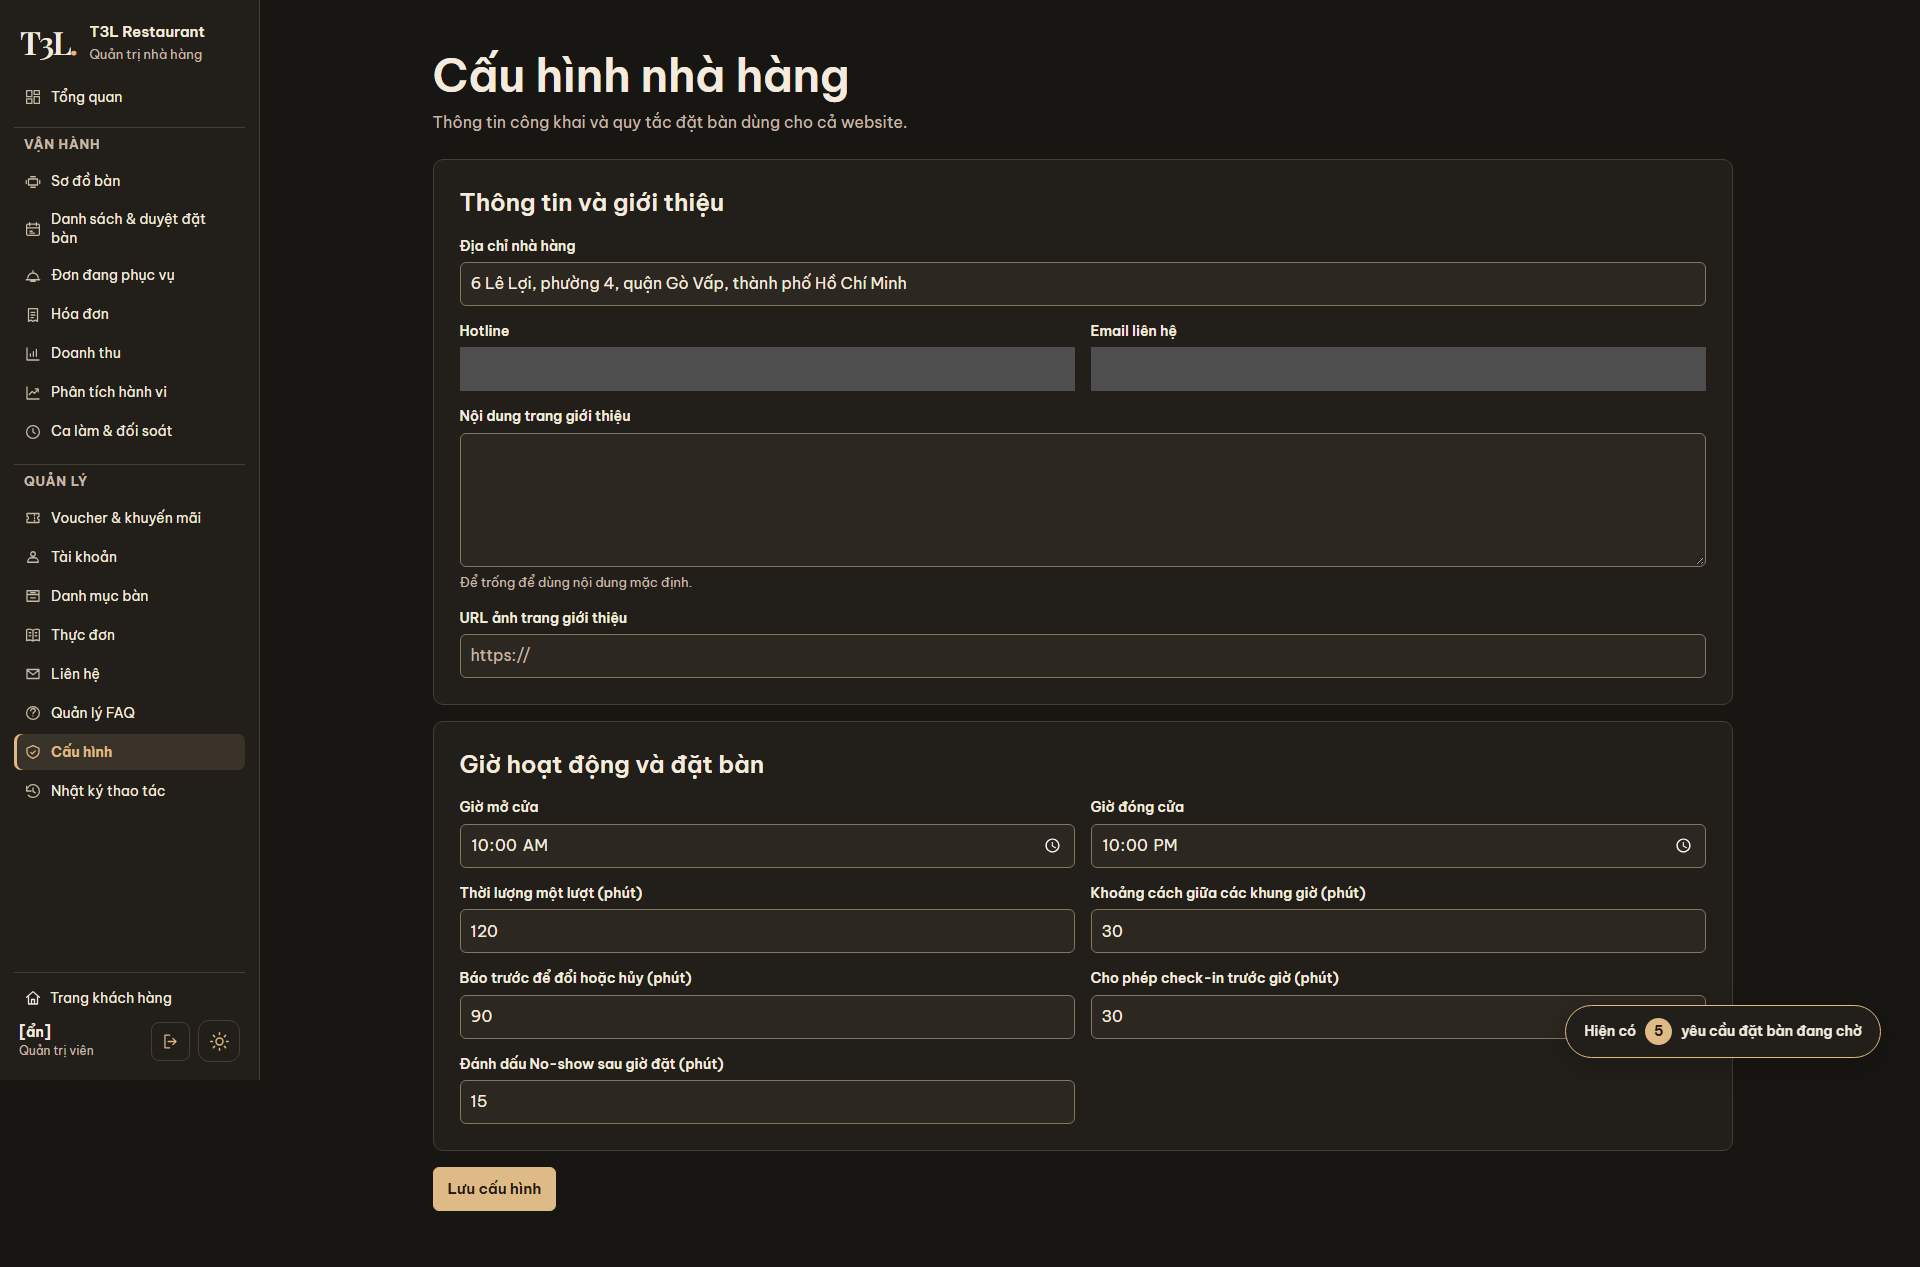 T3L.
T3L Restaurant
Quản trị nhà hàng
Tổng quan
VẬN HÀNH
Sơ đồ bàn
Danh sách & duyệt đặt
bàn
Đơn đang phục vụ
Hóa đơn
Doanh thu
Phân tích hành vi
Ca làm & đối soát
QUẢN LÝ
Voucher & khuyến mãi
Tài khoản
Danh mục bàn
Thực đơn
Liên hệ
Quản lý FAQ
Cấu hình
Nhật ký thao tác
Trang khách hàng
[ẩn]
Quản trị viên
Cấu hình nhà hàng
Thông tin công khai và quy tắc đặt bàn dùng cho cả website.
Thông tin và giới thiệu
Địa chỉ nhà hàng
6 Lê Lợi, phường 4, quận Gò Vấp, thành phố Hồ Chí Minh
Hotline
Email liên hệ
Nội dung trang giới thiệu
Để trống để dùng nội dung mặc định.
URL ảnh trang giới thiệu
https://
Giờ hoạt động và đặt bàn
Giờ mở cửa
Giờ đóng cửa
10:00 AM
10:00 PM
Thời lượng một lượt (phút)
Khoảng cách giữa các khung giờ (phút)
120
30
Báo trước để đổi hoặc hủy (phút)
Cho phép check-in trước giờ (phút)
90
30
Hiện có 5 yêu cầu đặt bàn đang chờ
Đánh dấu No-show sau giờ đặt (phút)
15
Lưu cấu hình